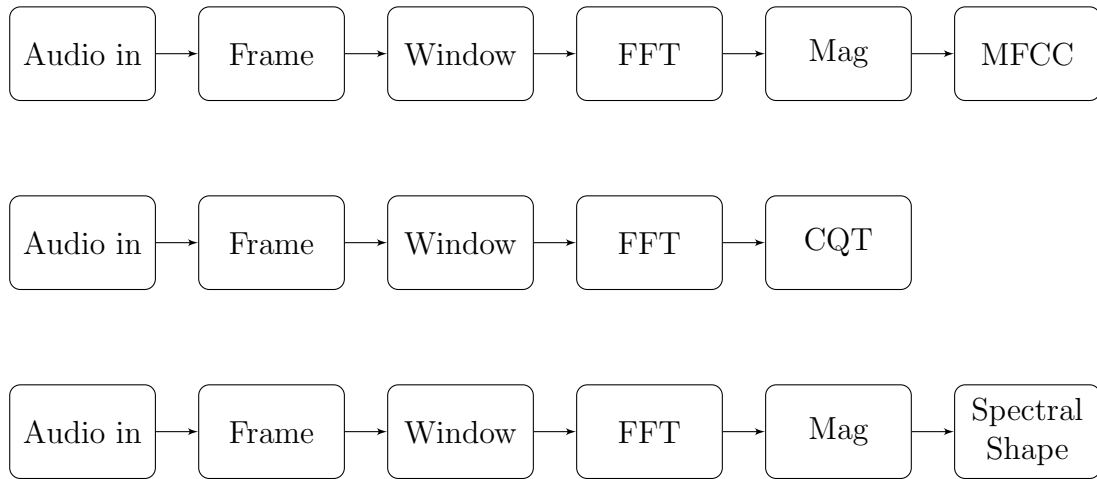 Audio in
Frame
Window
FFT
Mag
MFCC
Audio in
Frame
Window
FFT
CQT
Audio in
Frame
Window
FFT
Mag
Spectral
Shape